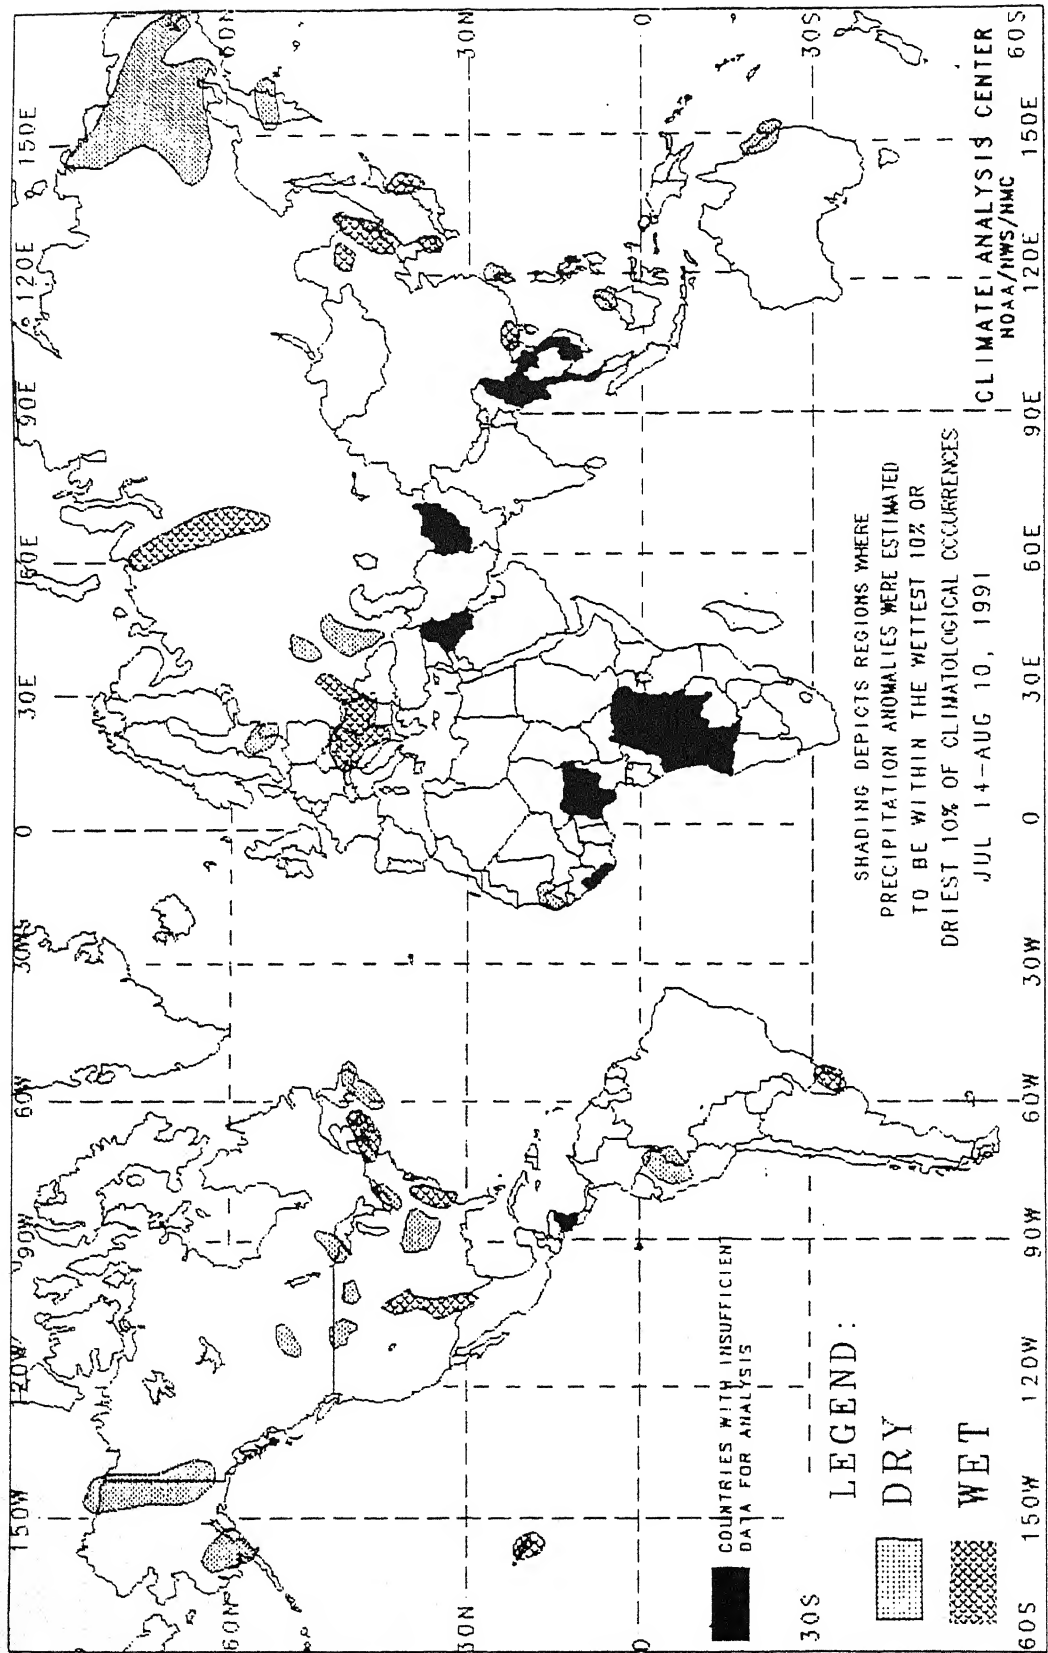 150W
120W
90W
60W
30W
0
30E
60E
90E
120E
150E
60N
60N
30N
30N
0
0
30S
30S
60S
60S
COUNTRIES WITH INSUFFICIENT
DATA FOR ANALYSIS
LEGEND:
DRY
WET
SHADING DEPICTS REGIONS WHERE
PRECIPITATION ANOMALIES WERE ESTIMATED
TO BE WITHIN THE WETTEST 10% OR
DRIEST 10% OF CLIMATOLOGICAL OCCURRENCES
JUL 14-AUG 10, 1991
CLIMATE ANALYSIS CENTER
NOAA/NWS/NMC
150W
120W
90W
60W
30W
0
30E
60E
90E
120E
150E